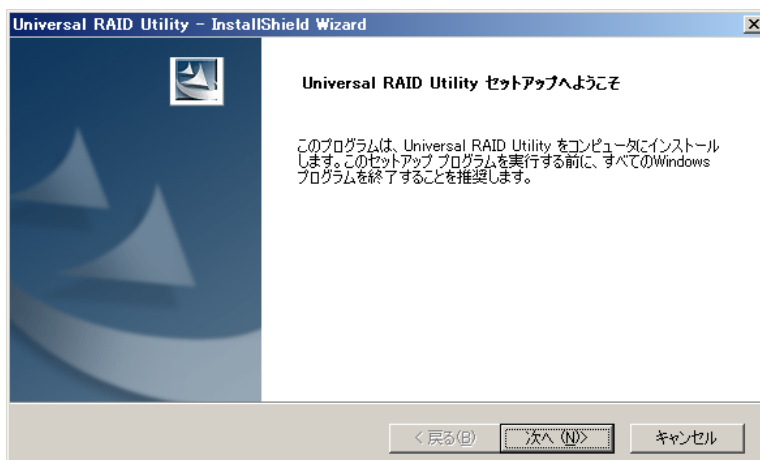 Universal RAID Utility - InstallShield Wizard
Universal RAID Utility セットアップへようこそ
このプログラムは、Universal RAID Utility をコンピュータにインストール
します。このセットアップ プログラムを実行する前に、すべてのWindows
プログラムを終了することを推奨します。
< 戻る(B) 次へ (N)> キャンセル